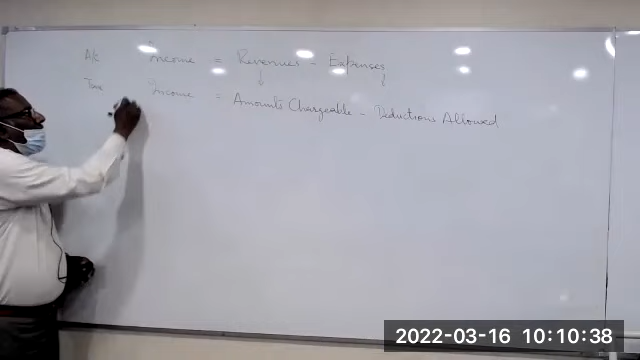 A/c Income = Revenues - Expenses
Tax Income = Amounts Chargeable - Deductions Allowed
2022-03-16 10:10:38